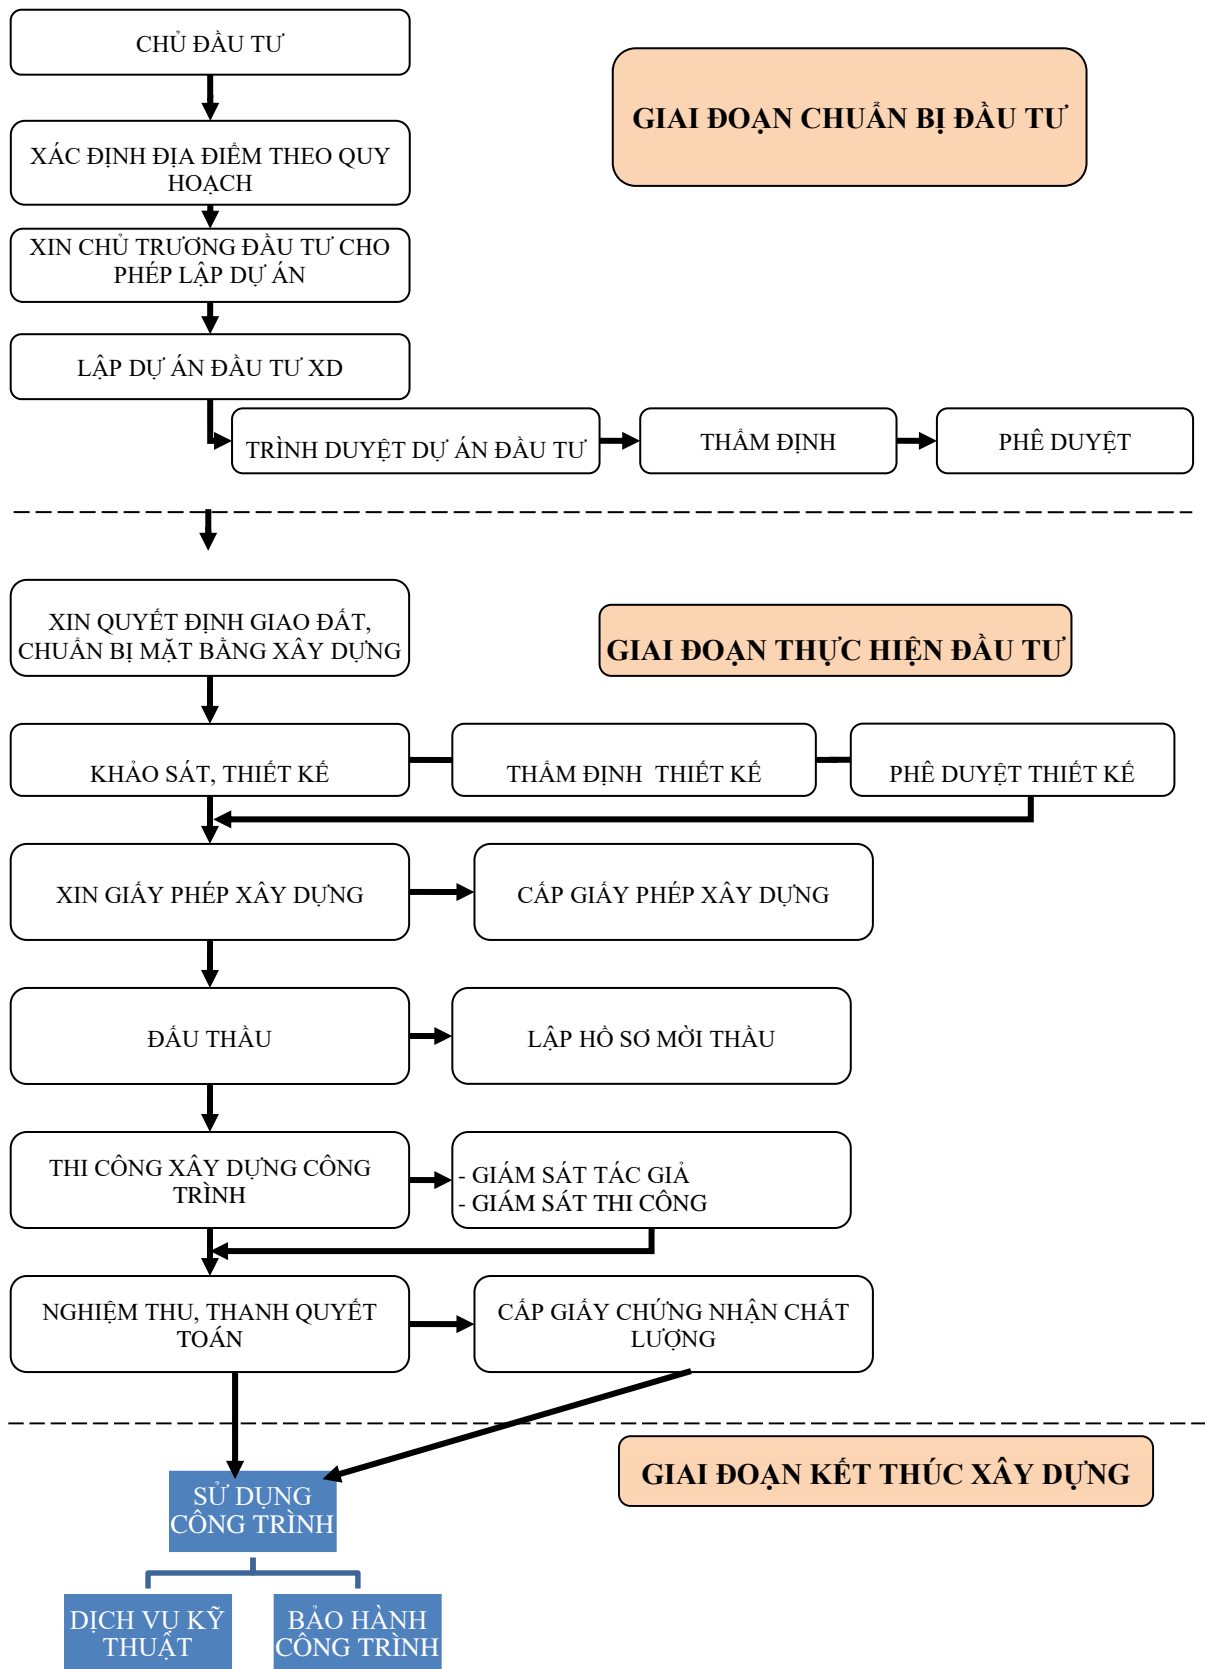 CHỦ ĐẦU TƯ
GIAI ĐOẠN CHUẨN BỊ ĐẦU TƯ
XÁC ĐỊNH ĐỊA ĐIỂM THEO QUY
HOẠCH
XIN CHỦ TRƯƠNG ĐẦU TƯ CHO
PHÉP LẬP DỰ ÁN
LẬP DỰ ÁN ĐẦU TƯ XD
TRÌNH DUYỆT DỰ ÁN ĐẦU TƯ
THẨM ĐỊNH
PHÊ DUYỆT
XIN QUYẾT ĐỊNH GIAO ĐẤT,
CHUẨN BỊ MẶT BẰNG XÂY DỰNG
GIAI ĐOẠN THỰC HIỆN ĐẦU TƯ
KHẢO SÁT, THIẾT KẾ
THẨM ĐỊNH THIẾT KẾ
PHÊ DUYỆT THIẾT KẾ
XIN GIẤY PHÉP XÂY DỰNG
CẤP GIẤY PHÉP XÂY DỰNG
ĐẤU THẦU
LẬP HỒ SƠ MỜI THẦU
THI CÔNG XÂY DỰNG CÔNG
TRÌNH
- GIÁM SÁT TÁC GIẢ
- GIÁM SÁT THI CÔNG
NGHIỆM THU, THANH QUYẾT
TOÁN
CẤP GIẤY CHỨNG NHẬN CHẤT
LƯỢNG
GIAI ĐOẠN KẾT THÚC XÂY DỰNG
SỬ DỤNG
CÔNG TRÌNH
DỊCH VỤ KỸ
THUẬT
BẢO HÀNH
CÔNG TRÌNH